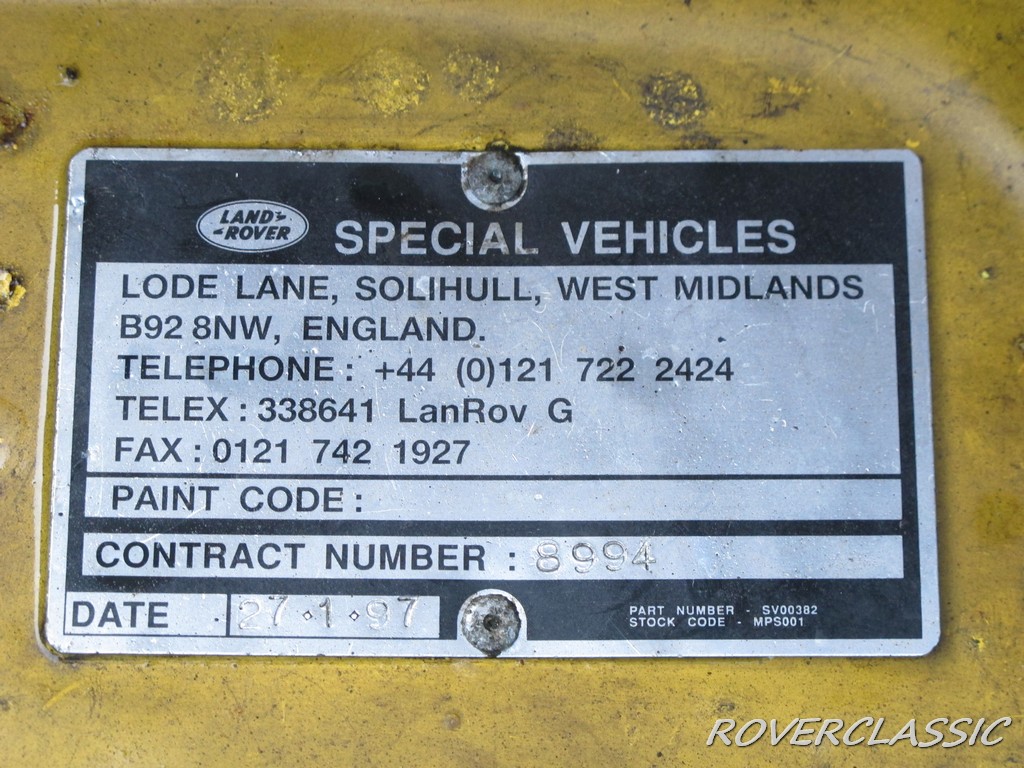 LAND
ROVER
SPECIAL VEHICLES
LODE LANE, SOLIHULL, WEST MIDLANDS
B92 8NW, ENGLAND.
TELEPHONE : +44 (0)121 722 2424
TELEX : 338641 LanRov G
FAX : 0121 742 1927
PAINT CODE :
CONTRACT NUMBER : 8994
DATE 27·1·97
PART NUMBER - SV00382
STOCK CODE - MPS001
ROVERCLASSIC